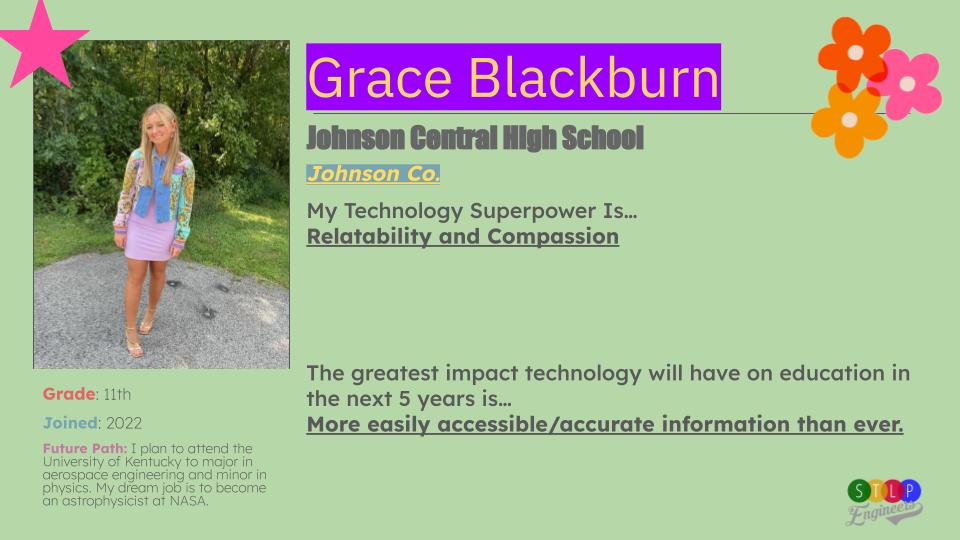 Grace Blackburn
Johnson Central High School
Johnson Co.
My Technology Superpower Is...
Relatability and Compassion
The greatest impact technology will have on education in
the next 5 years is...
More easily accessible/accurate information than ever.
Grade: 11th
Joined: 2022
Future Path: I plan to attend the
University of Kentucky to major in
aerospace engineering and minor in
physics. My dream job is to become
an astrophysicist at NASA.
STLP
Engineers